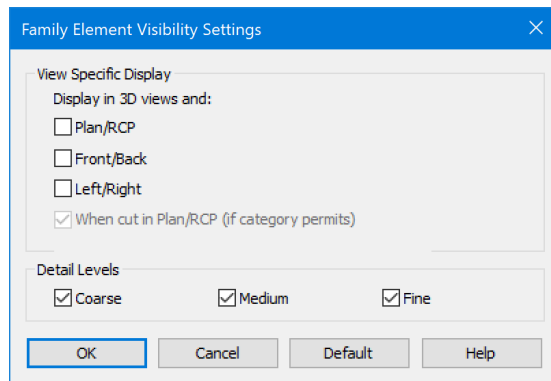 Family Element Visibility Settings
View Specific Display
Display in 3D views and:
Plan/RCP
Front/Back
Left/Right
When cut in Plan/RCP (if category permits)
Detail Levels
Coarse Medium Fine
OK Cancel Default Help